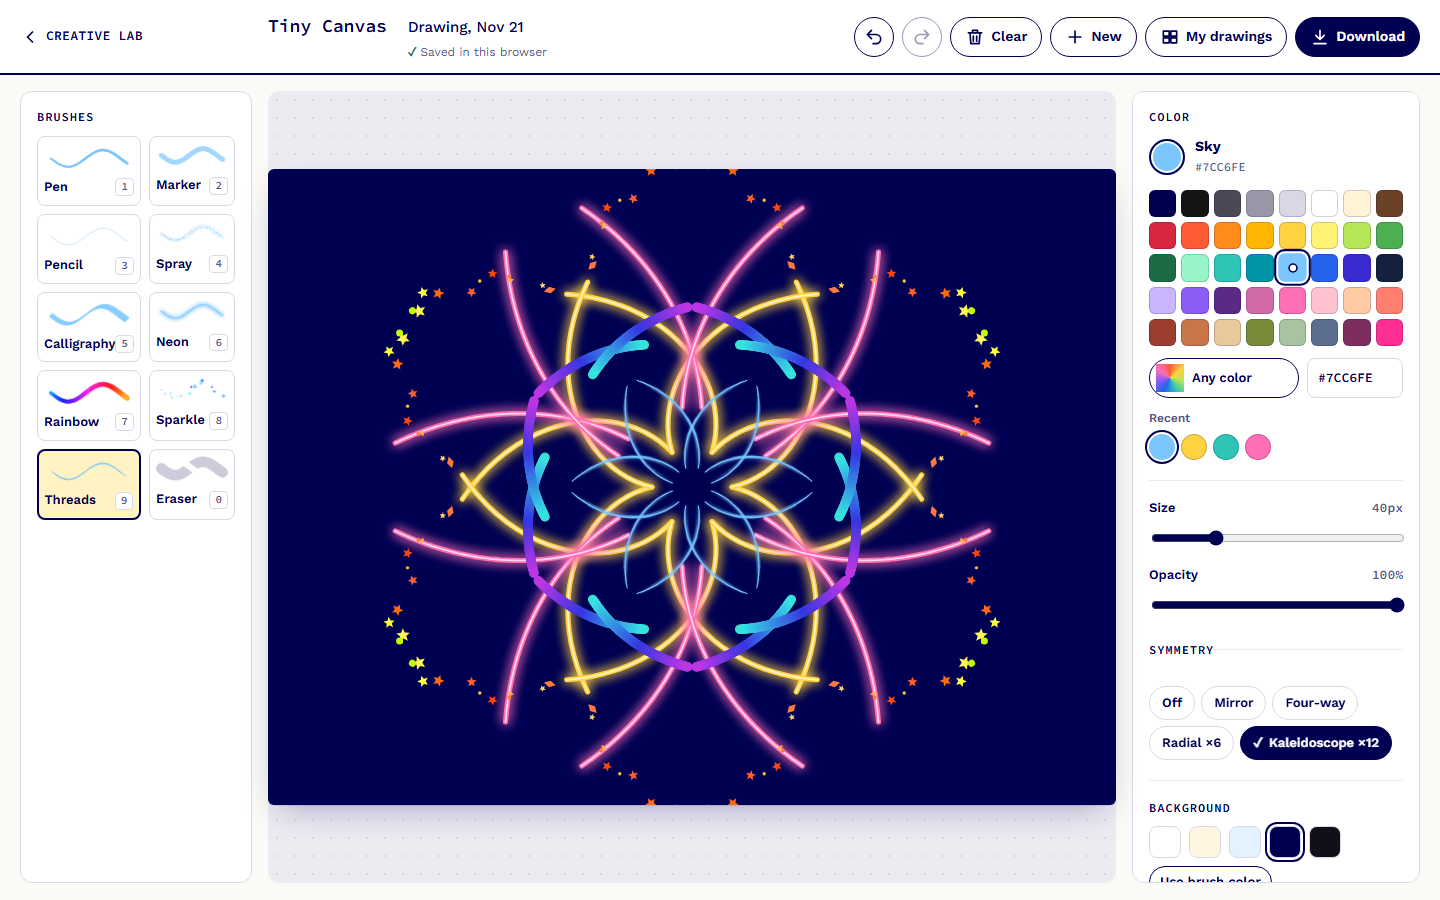 CREATIVE LAB
Tiny Canvas
Drawing, Nov 21
✓ Saved in this browser
Clear
New
My drawings
Download
BRUSHES
Pen 1
Marker 2
Pencil 3
Spray 4
Calligraphy 5
Neon 6
Rainbow 7
Sparkle 8
Threads 9
Eraser 0
COLOR
Sky
#7CC6FE
Any color
#7CC6FE
Recent
Size 40px
Opacity 100%
SYMMETRY
Off
Mirror
Four-way
Radial ×6
✓ Kaleidoscope ×12
BACKGROUND
Use brush color